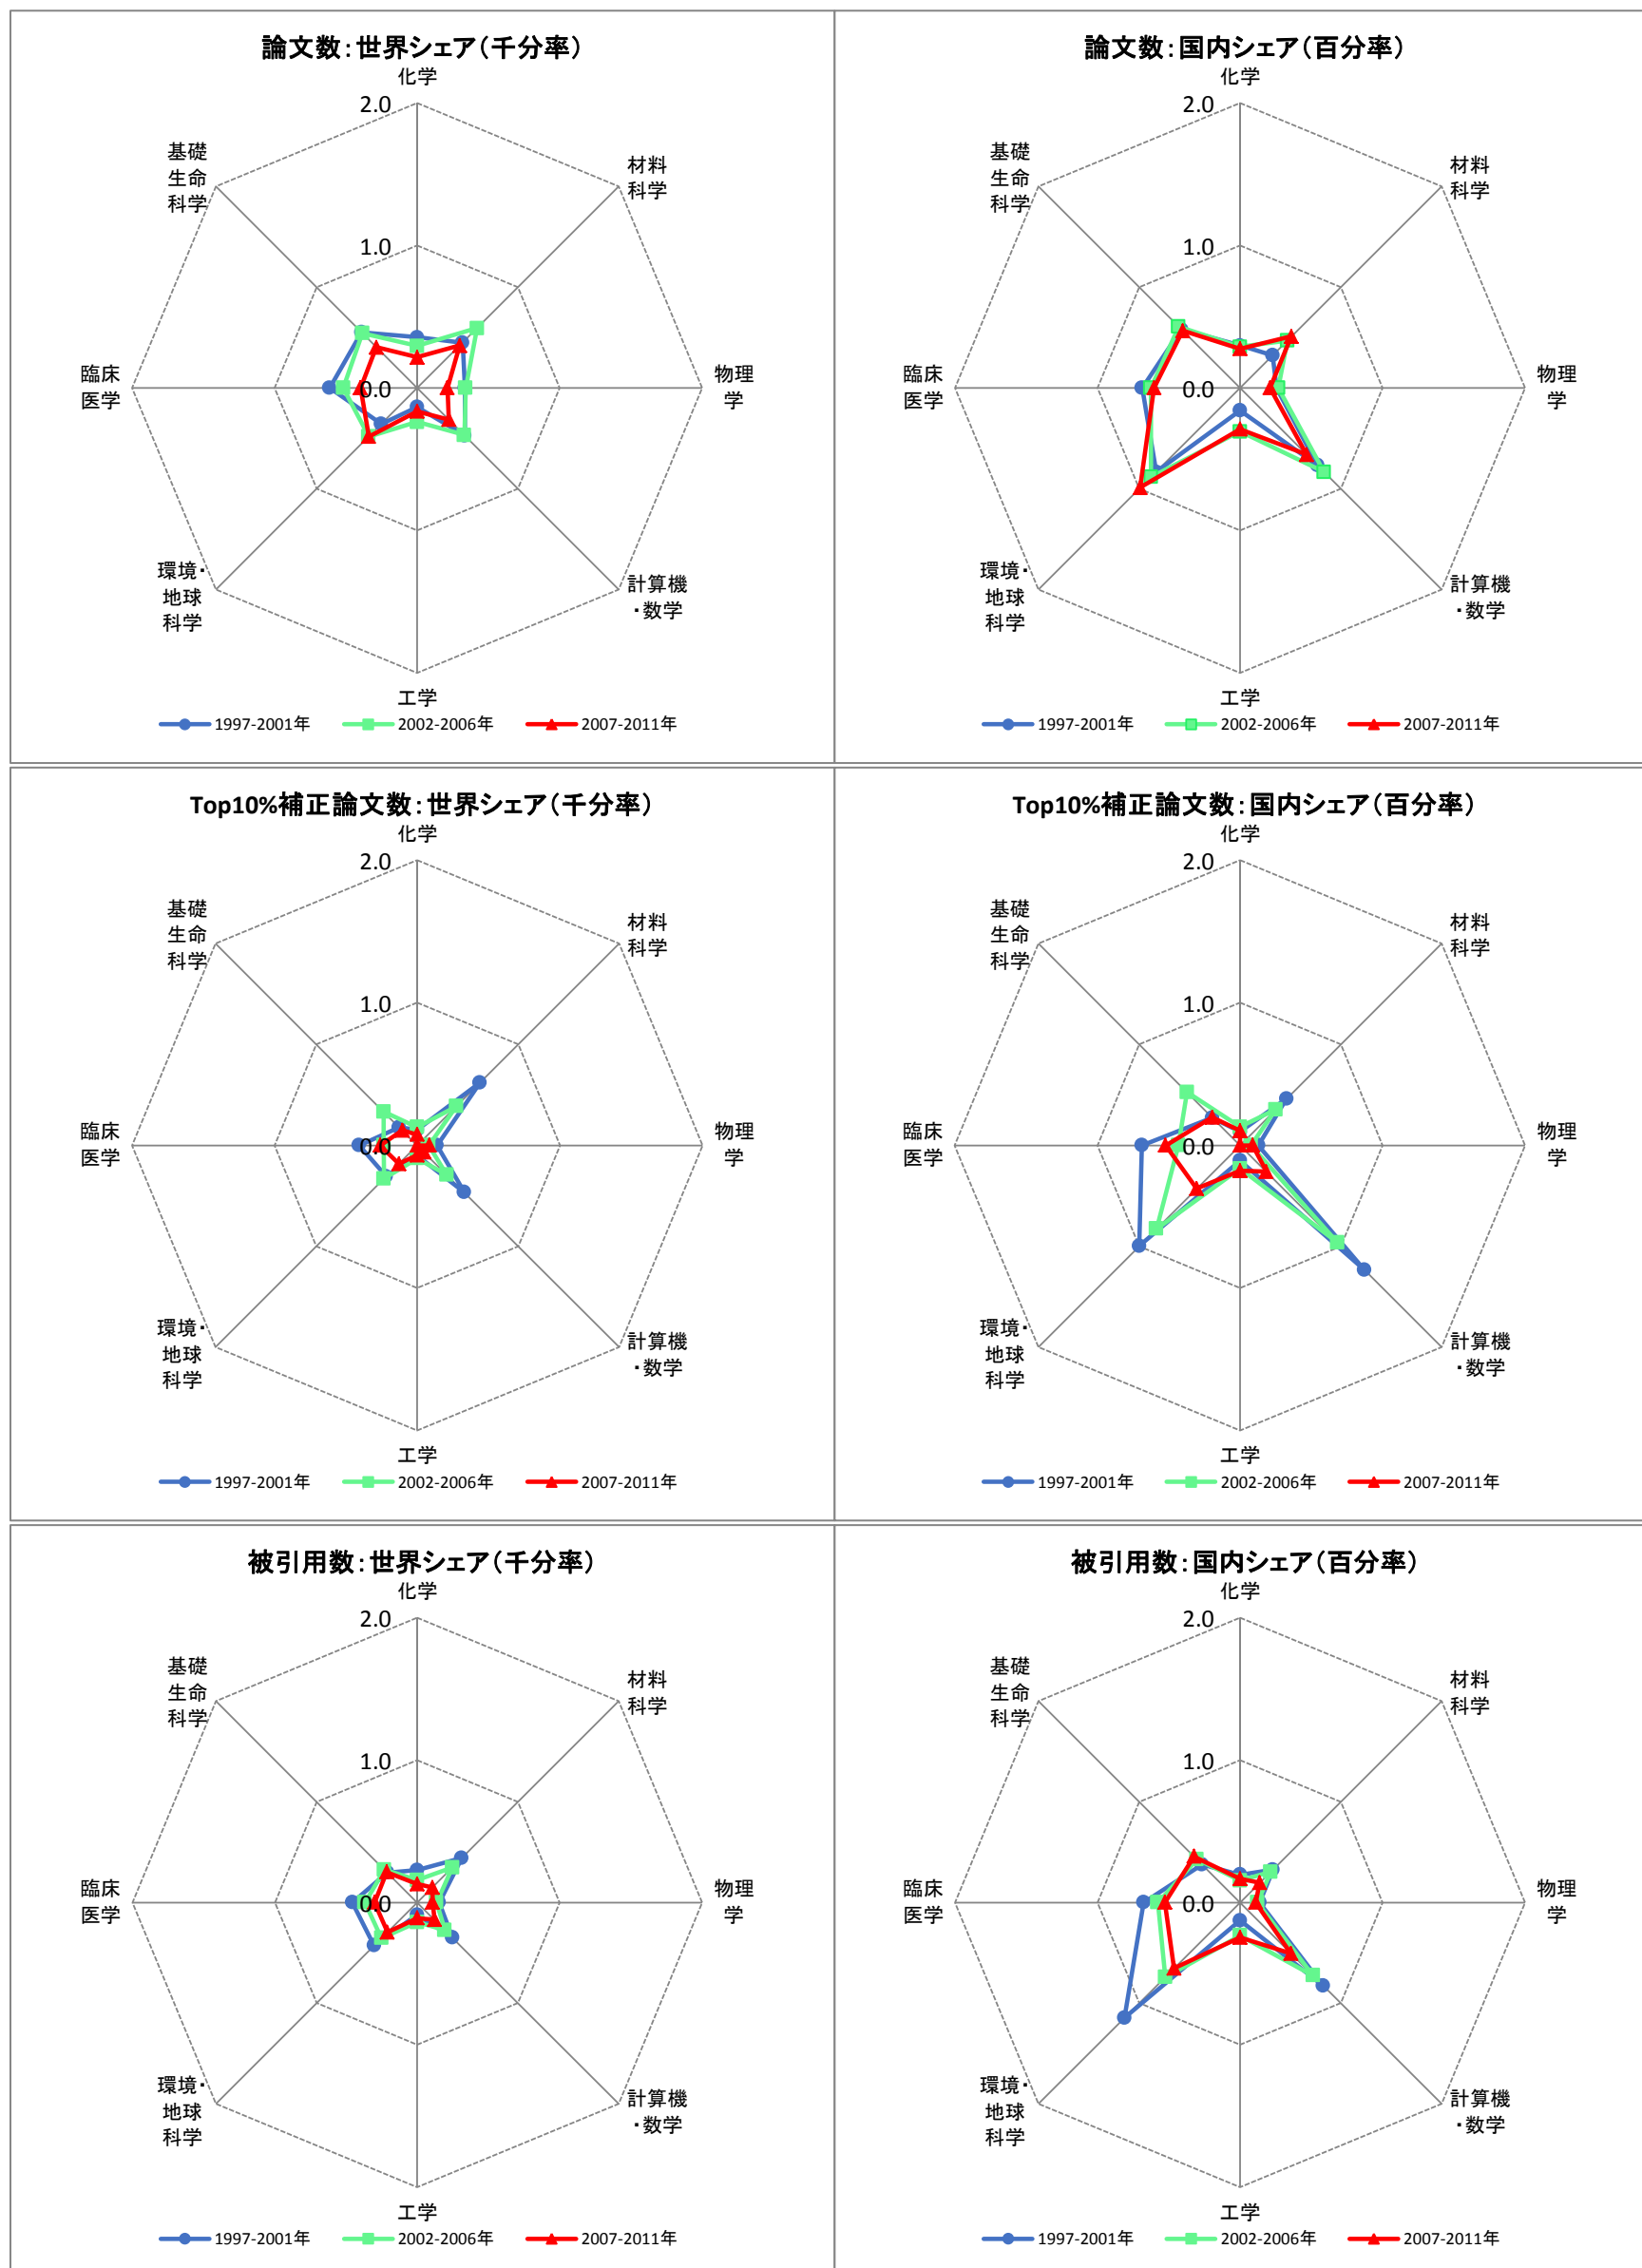 論文数：世界シェア（千分率）
化学
2.0
基礎
生命
科学
材料
科学
1.0
臨床
医学
0.0
物理
学
環境・
地球
科学
計算機
・数学
工学
1997-2001年 2002-2006年 2007-2011年
論文数：国内シェア（百分率）
化学
2.0
基礎
生命
科学
材料
科学
1.0
臨床
医学
0.0
物理
学
環境・
地球
科学
計算機
・数学
工学
1997-2001年 2002-2006年 2007-2011年
Top10%補正論文数：世界シェア（千分率）
化学
2.0
基礎
生命
科学
材料
科学
1.0
臨床
医学
0.0
物理
学
環境・
地球
科学
計算機
・数学
工学
1997-2001年 2002-2006年 2007-2011年
Top10%補正論文数：国内シェア（百分率）
化学
2.0
基礎
生命
科学
材料
科学
1.0
臨床
医学
0.0
物理
学
環境・
地球
科学
計算機
・数学
工学
1997-2001年 2002-2006年 2007-2011年
被引用数：世界シェア（千分率）
化学
2.0
基礎
生命
科学
材料
科学
1.0
臨床
医学
0.0
物理
学
環境・
地球
科学
計算機
・数学
工学
1997-2001年 2002-2006年 2007-2011年
被引用数：国内シェア（百分率）
化学
2.0
基礎
生命
科学
材料
科学
1.0
臨床
医学
0.0
物理
学
環境・
地球
科学
計算機
・数学
工学
1997-2001年 2002-2006年 2007-2011年